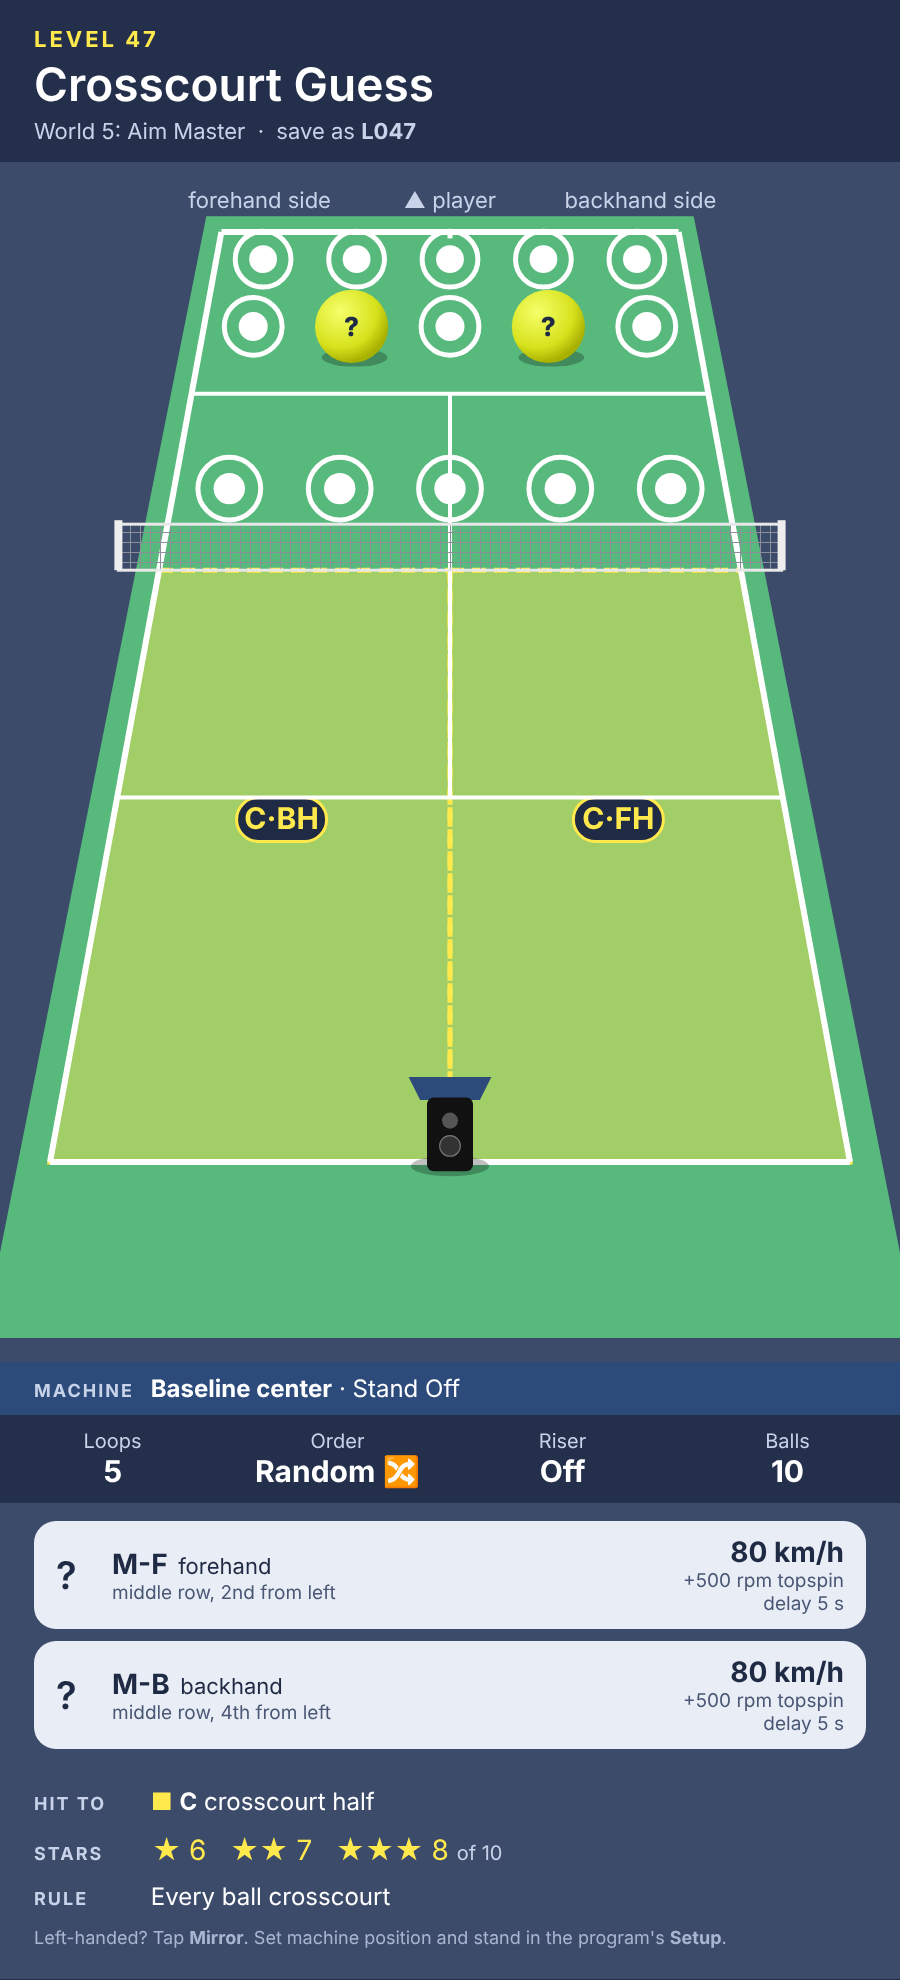 LEVEL 47
Crosscourt Guess
World 5: Aim Master · save as L047
forehand side ▲ player backhand side
? ?
C·BH C·FH
MACHINE Baseline center · Stand Off
Loops Order Riser Balls
5 Random 🔀 Off 10
? M-F forehand 80 km/h
middle row, 2nd from left +500 rpm topspin
delay 5 s
? M-B backhand 80 km/h
middle row, 4th from left +500 rpm topspin
delay 5 s
HIT TO C crosscourt half
STARS ★ 6 ★★ 7 ★★★ 8 of 10
RULE Every ball crosscourt
Left-handed? Tap Mirror. Set machine position and stand in the program's Setup.